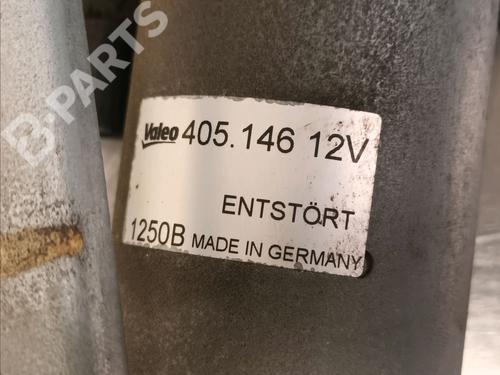 B-PARTS
Valeo 405.146 12V
ENTSTÖRT
1250B MADE IN GERMANY